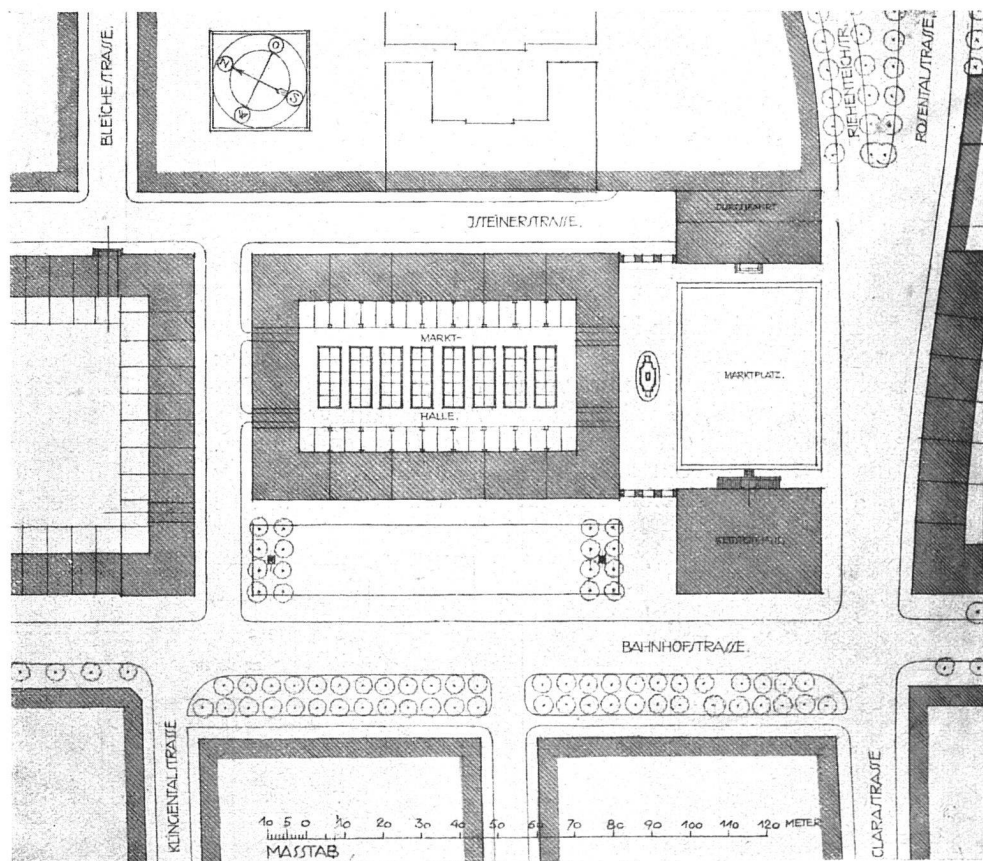 BLEICHESTRASSE.
RIEHENTEICHSTR.
ROSENTALSTRASSE.
N
O
S
DURCHFAHRT
ISTEINERSTRASSE.
MARKT-
HALLE.
MARKTPLATZ.
BAHNHOFSTRASSE.
KLINGENTALSTRASSE
CLARASTRASSE
10 5 0 10 20 30 40 50 60 70 80 90 100 110 120 METER
MASSTAB